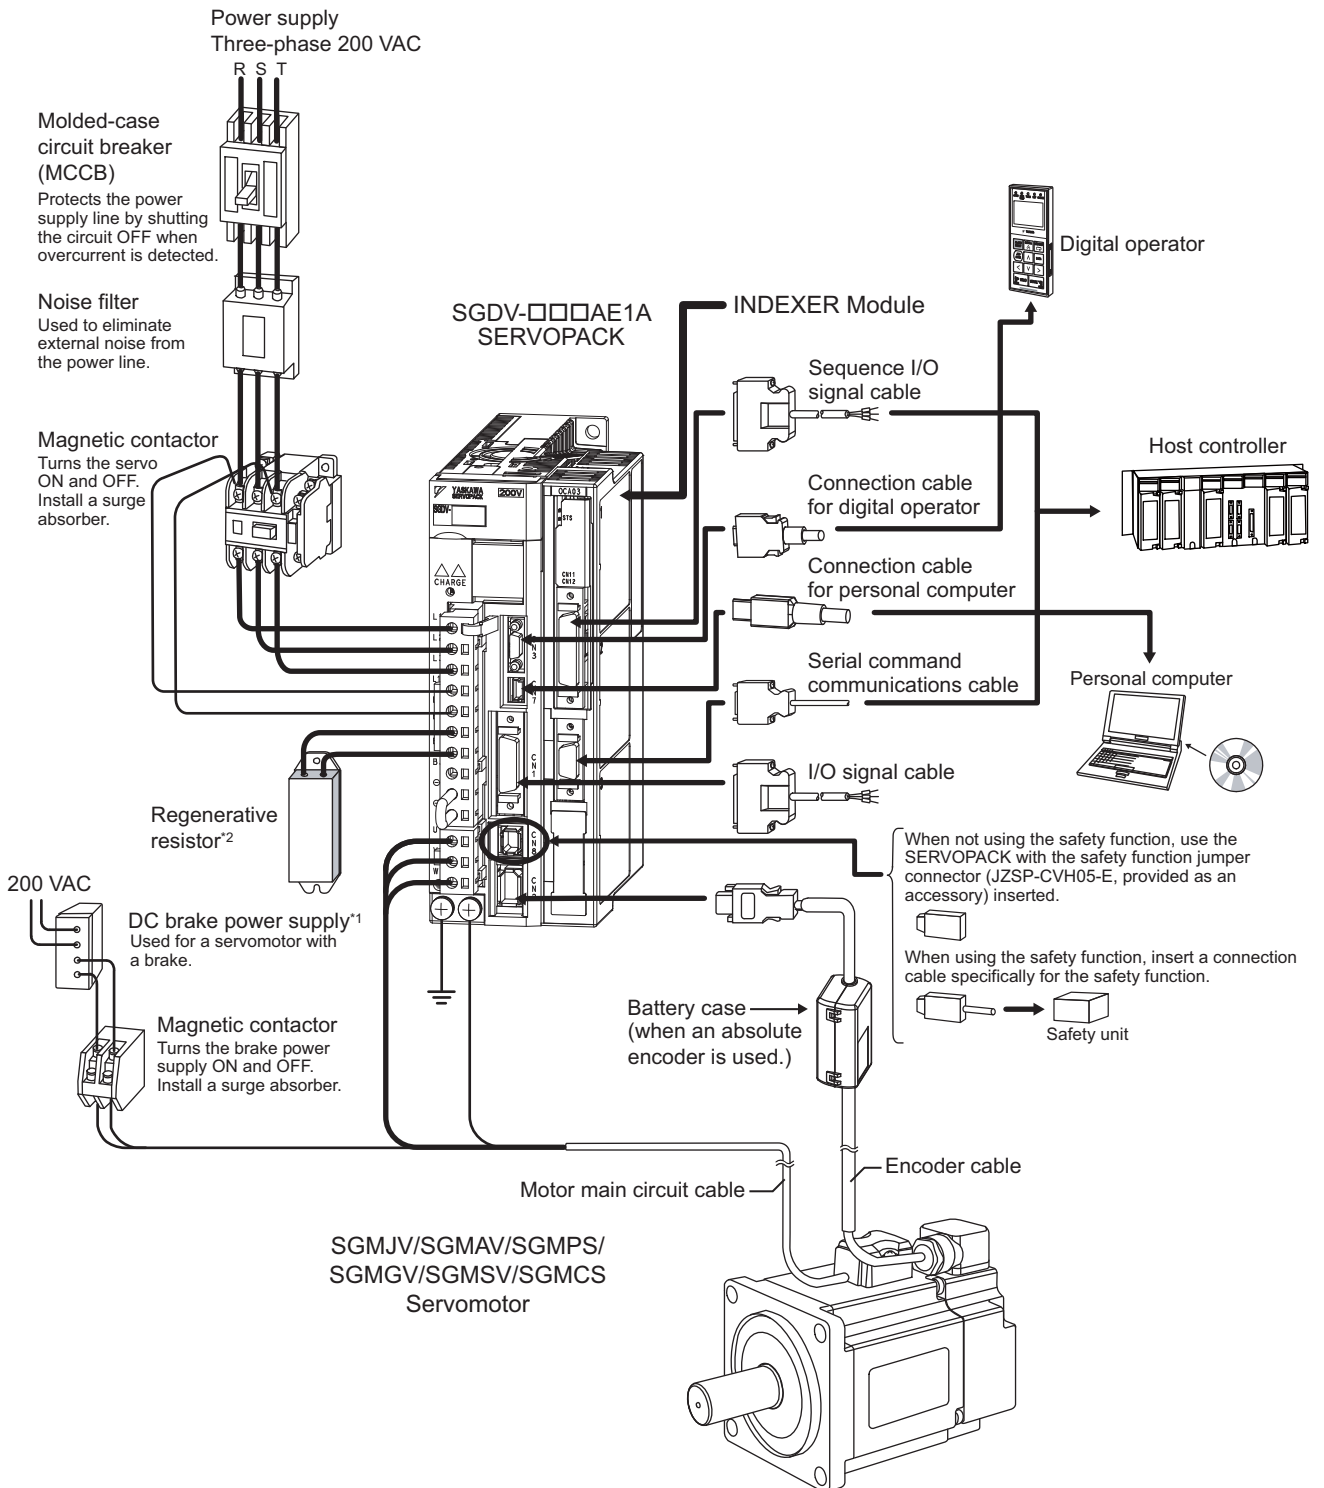 Power supply
Three-phase 200 VAC
R S T
Molded-case
circuit breaker
(MCCB)
Protects the power
supply line by shutting
the circuit OFF when
overcurrent is detected.
Noise filter
Used to eliminate
external noise from
the power line.
Magnetic contactor
Turns the servo
ON and OFF.
Install a surge
absorber.
SGDV-□□□AE1A
SERVOPACK
INDEXER Module
Digital operator
Sequence I/O
signal cable
Host controller
Connection cable
for digital operator
Connection cable
for personal computer
Serial command
communications cable
Personal computer
I/O signal cable
YASKAWA
SERVOPACK
200V
SGDV-
OCA03
STS
CN11
CN12
CHARGE
Regenerative
resistor*2
When not using the safety function, use the
SERVOPACK with the safety function jumper
connector (JZSP-CVH05-E, provided as an
accessory) inserted.
When using the safety function, insert a connection
cable specifically for the safety function.
Safety unit
200 VAC
DC brake power supply*1
Used for a servomotor with
a brake.
Magnetic contactor
Turns the brake power
supply ON and OFF.
Install a surge absorber.
Battery case
(when an absolute
encoder is used.)
Encoder cable
Motor main circuit cable
SGMJV/SGMAV/SGMPS/
SGMGV/SGMSV/SGMCS
Servomotor